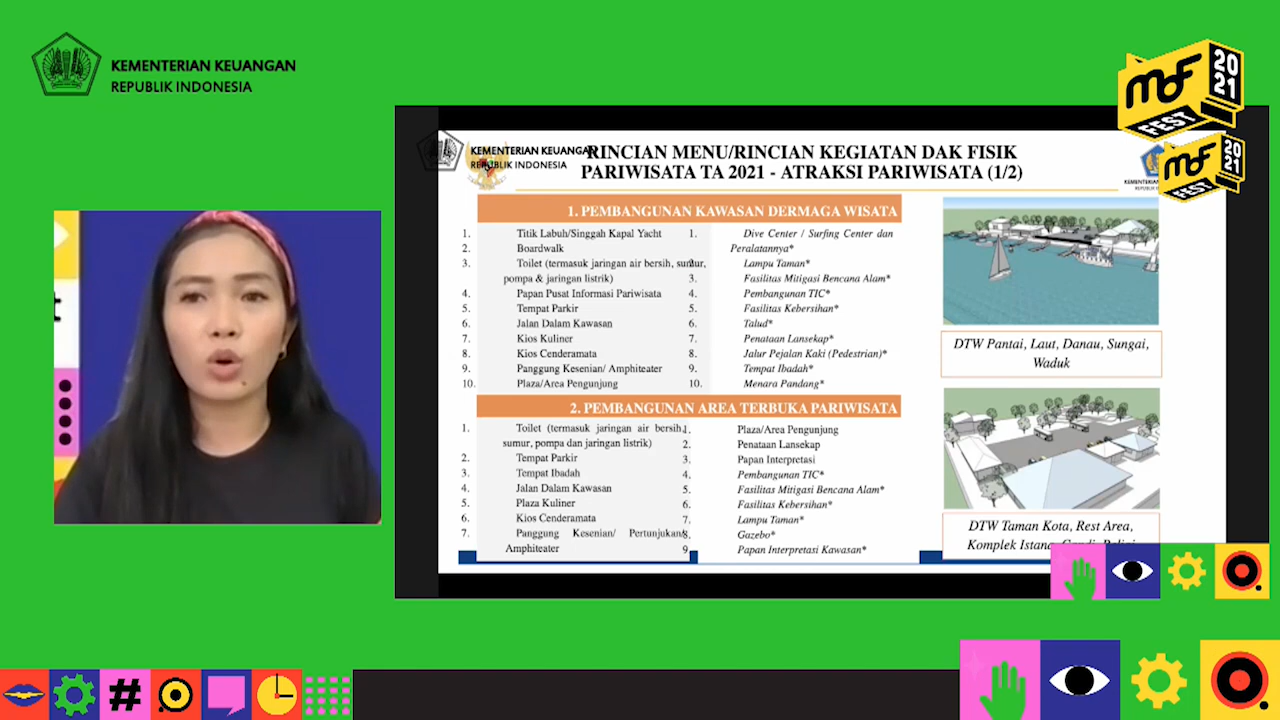 KEMENTERIAN KEUANGAN
REPUBLIK INDONESIA
mof
FEST
2021
KEMENTERIAN KEUANGAN
REPUBLIK INDONESIA
RINCIAN MENU/RINCIAN KEGIATAN DAK FISIK
PARIWISATA TA 2021 - ATRAKSI PARIWISATA (1/2)
mof
FEST
2021
1. PEMBANGUNAN KAWASAN DERMAGA WISATA
1. Titik Labuh/Singgah Kapal Yacht
2. Boardwalk
3. Toilet (termasuk jaringan air bersih, sumur,
pompa & jaringan listrik)
4. Papan Pusat Informasi Pariwisata
5. Tempat Parkir
6. Jalan Dalam Kawasan
7. Kios Kuliner
8. Kios Cenderamata
9. Panggung Kesenian/ Amphiteater
10. Plaza/Area Pengunjung
1. Dive Center / Surfing Center dan
Peralatannya*
2. Lampu Taman*
3. Fasilitas Mitigasi Bencana Alam*
4. Pembangunan TIC*
5. Fasilitas Kebersihan*
6. Talud*
7. Penataan Lansekap*
8. Jalur Pejalan Kaki (Pedestrian)*
9. Tempat Ibadah*
10. Menara Pandang*
DTW Pantai, Laut, Danau, Sungai,
Waduk
2. PEMBANGUNAN AREA TERBUKA PARIWISATA
1. Toilet (termasuk jaringan air bersih,
sumur, pompa dan jaringan listrik)
2. Tempat Parkir
3. Tempat Ibadah
4. Jalan Dalam Kawasan
5. Plaza Kuliner
6. Kios Cenderamata
7. Panggung Kesenian/ Pertunjukan/
Amphiteater
1. Plaza/Area Pengunjung
2. Penataan Lansekap
3. Papan Interpretasi
4. Pembangunan TIC*
5. Fasilitas Mitigasi Bencana Alam*
6. Fasilitas Kebersihan*
7. Lampu Taman*
8. Gazebo*
9 Papan Interpretasi Kawasan*
DTW Taman Kota, Rest Area,
Komplek Istana,
#